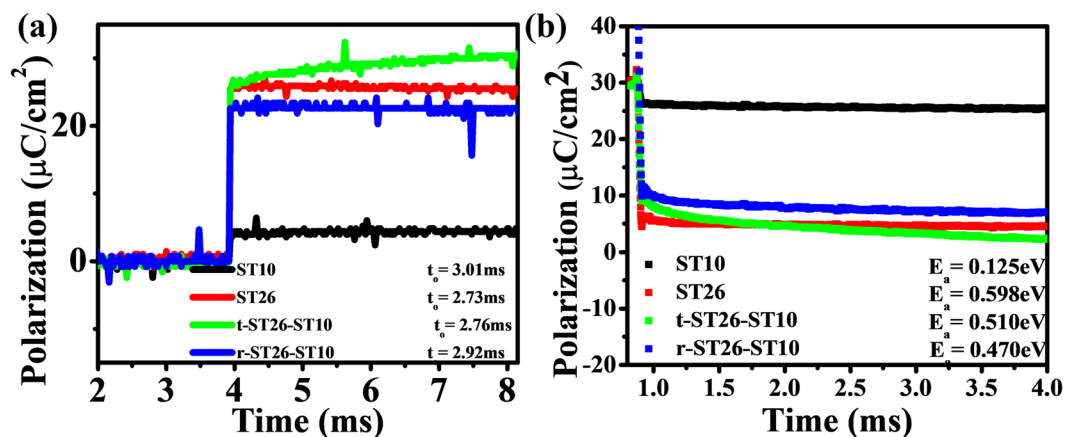 (a)
Polarization (μC/cm²)
20
0
ST10 t₀= 3.01ms
ST26 t₀= 2.73ms
t-ST26-ST10 t₀= 2.76ms
r-ST26-ST10 t = 2.92ms
2 3 4 5 6 7 8
Time (ms)
(b)
Polarization (μC/cm²)
40
30
20
10
0
-10
-20
ST10 Eₐ= 0.125eV
ST26 Eₐ= 0.598eV
t-ST26-ST10 Eₐ= 0.510eV
r-ST26-ST10 E = 0.470eV
1.0 1.5 2.0 2.5 3.0 3.5 4.0
Time (ms)